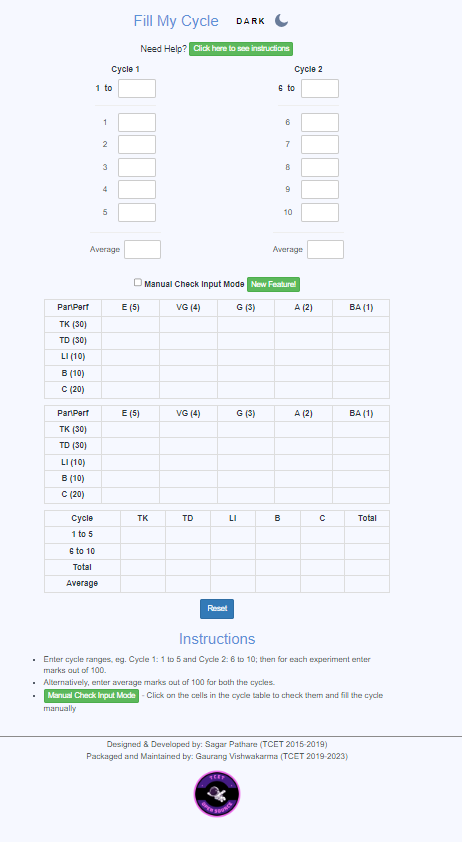 Fill My Cycle DARK
Need Help? Click here to see instructions
Cycle 1 Cycle 2
1 to 6 to
1 6
2 7
3 8
4 9
5 10
Average Average
Manual Check Input Mode New Feature!
Par\Perf E (5) VG (4) G (3) A (2) BA (1)
TK (30)
TD (30)
LI (10)
B (10)
C (20)
Par\Perf E (5) VG (4) G (3) A (2) BA (1)
TK (30)
TD (30)
LI (10)
B (10)
C (20)
Cycle TK TD LI B C Total
1 to 5
6 to 10
Total
Average
Reset
Instructions
• Enter cycle ranges, eg. Cycle 1: 1 to 5 and Cycle 2: 6 to 10; then for each experiment enter
marks out of 100.
• Alternatively, enter average marks out of 100 for both the cycles.
• Manual Check Input Mode - Click on the cells in the cycle table to check them and fill the cycle
manually
Designed & Developed by: Sagar Pathare (TCET 2015-2019)
Packaged and Maintained by: Gaurang Vishwakarma (TCET 2019-2023)
TCET
OPEN SOURCE